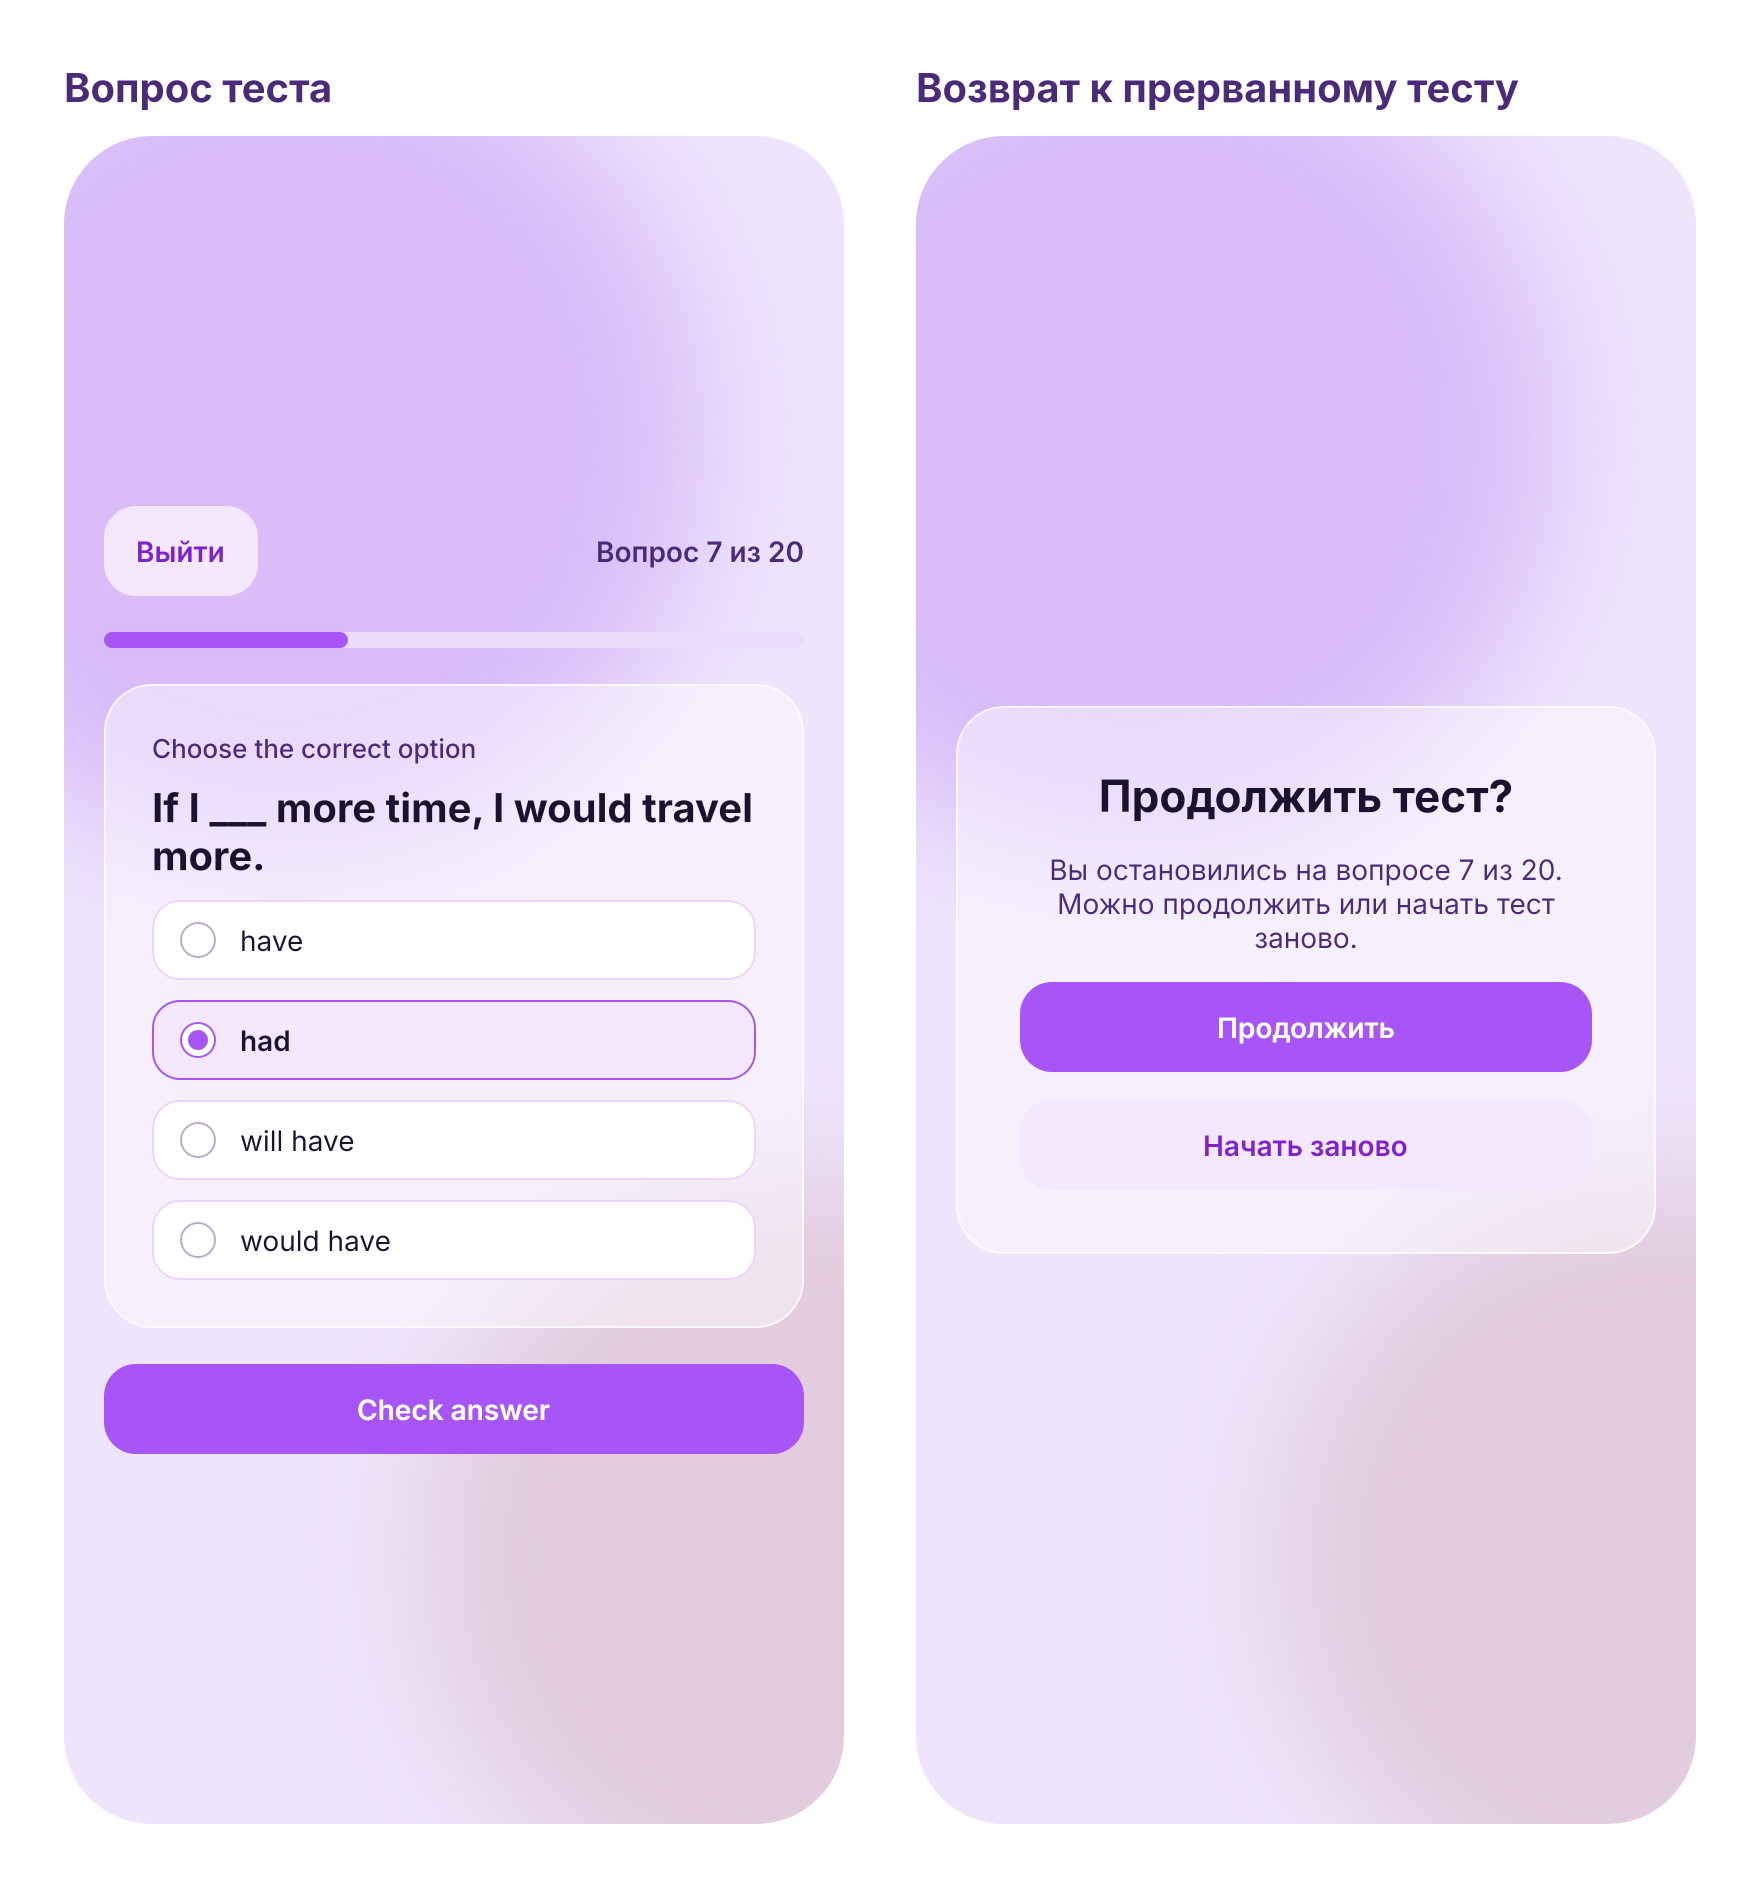 Вопрос теста
Выйти
Вопрос 7 из 20
Choose the correct option
If I ___ more time, I would travel
more.
have
had
will have
would have
Check answer
Возврат к прерванному тесту
Продолжить тест?
Вы остановились на вопросе 7 из 20.
Можно продолжить или начать тест
заново.
Продолжить
Начать заново